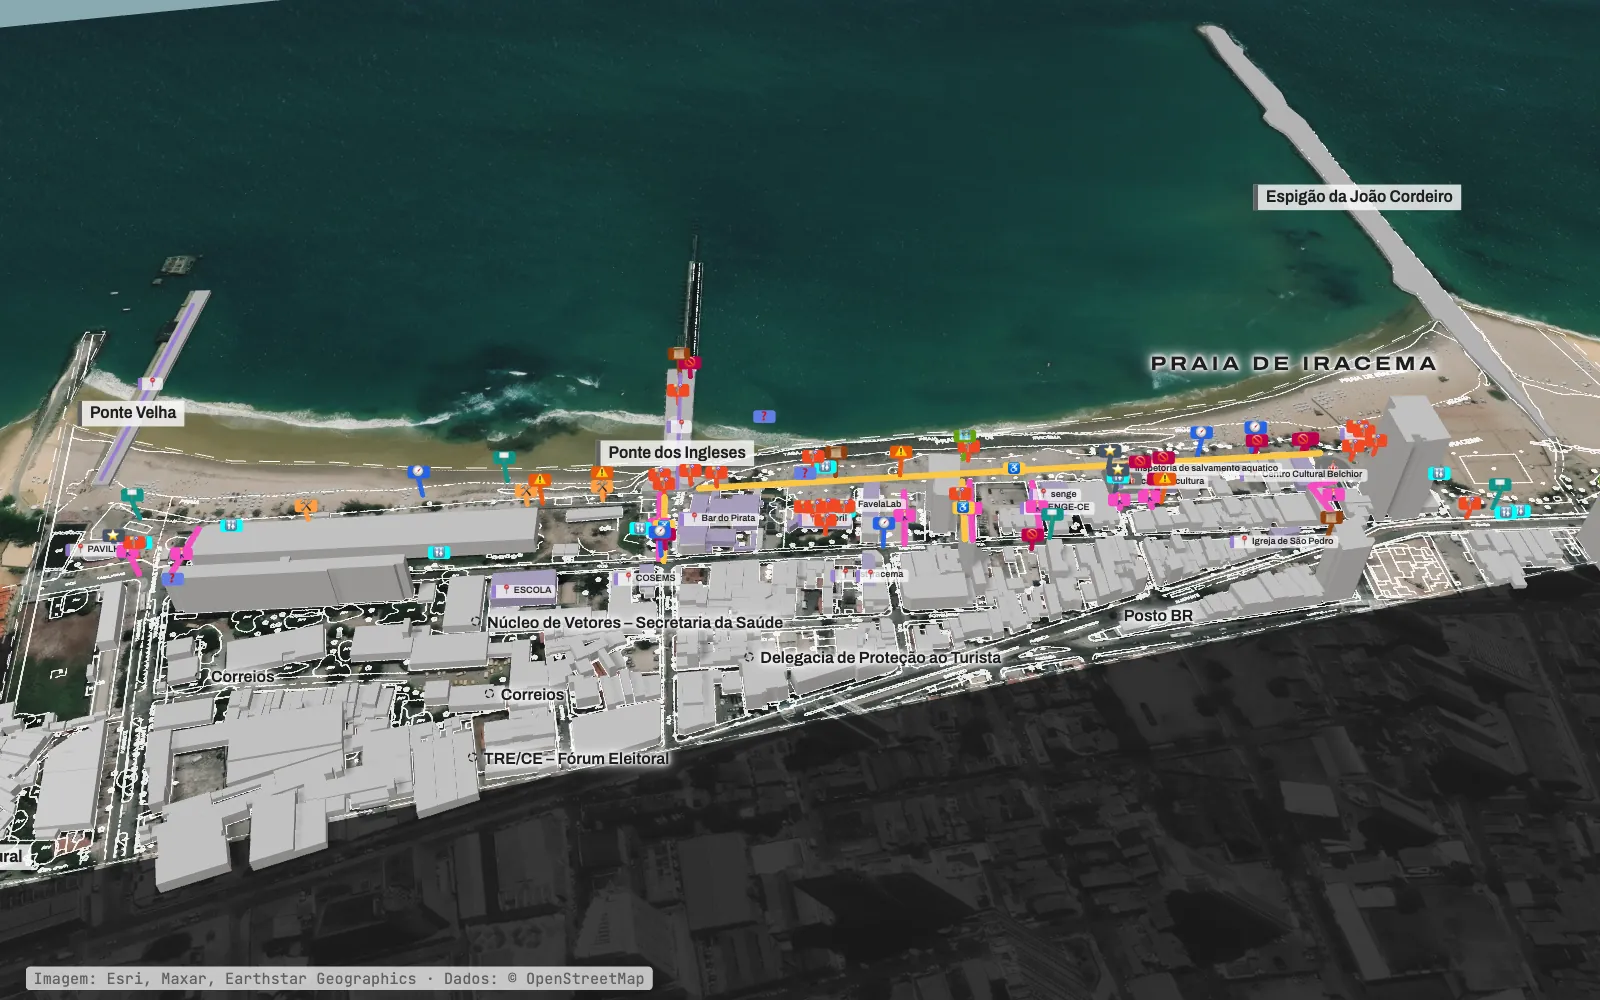 Espigão da João Cordeiro
PRAIA DE IRACEMA
Ponte Velha
Ponte dos Ingleses
Inspetoria de salvamento aquatico
Centro Cultural Belchior
cultura
senge
ENGE-CE
FavelaLab
Bar do Pirata
Igreja de São Pedro
COSEMS
ESCOLA
Posto BR
Núcleo de Vetores – Secretaria da Saúde
Delegacia de Proteção ao Turista
Correios
Correios
TRE/CE – Fórum Eleitoral
Imagem: Esri, Maxar, Earthstar Geographics · Dados: © OpenStreetMap